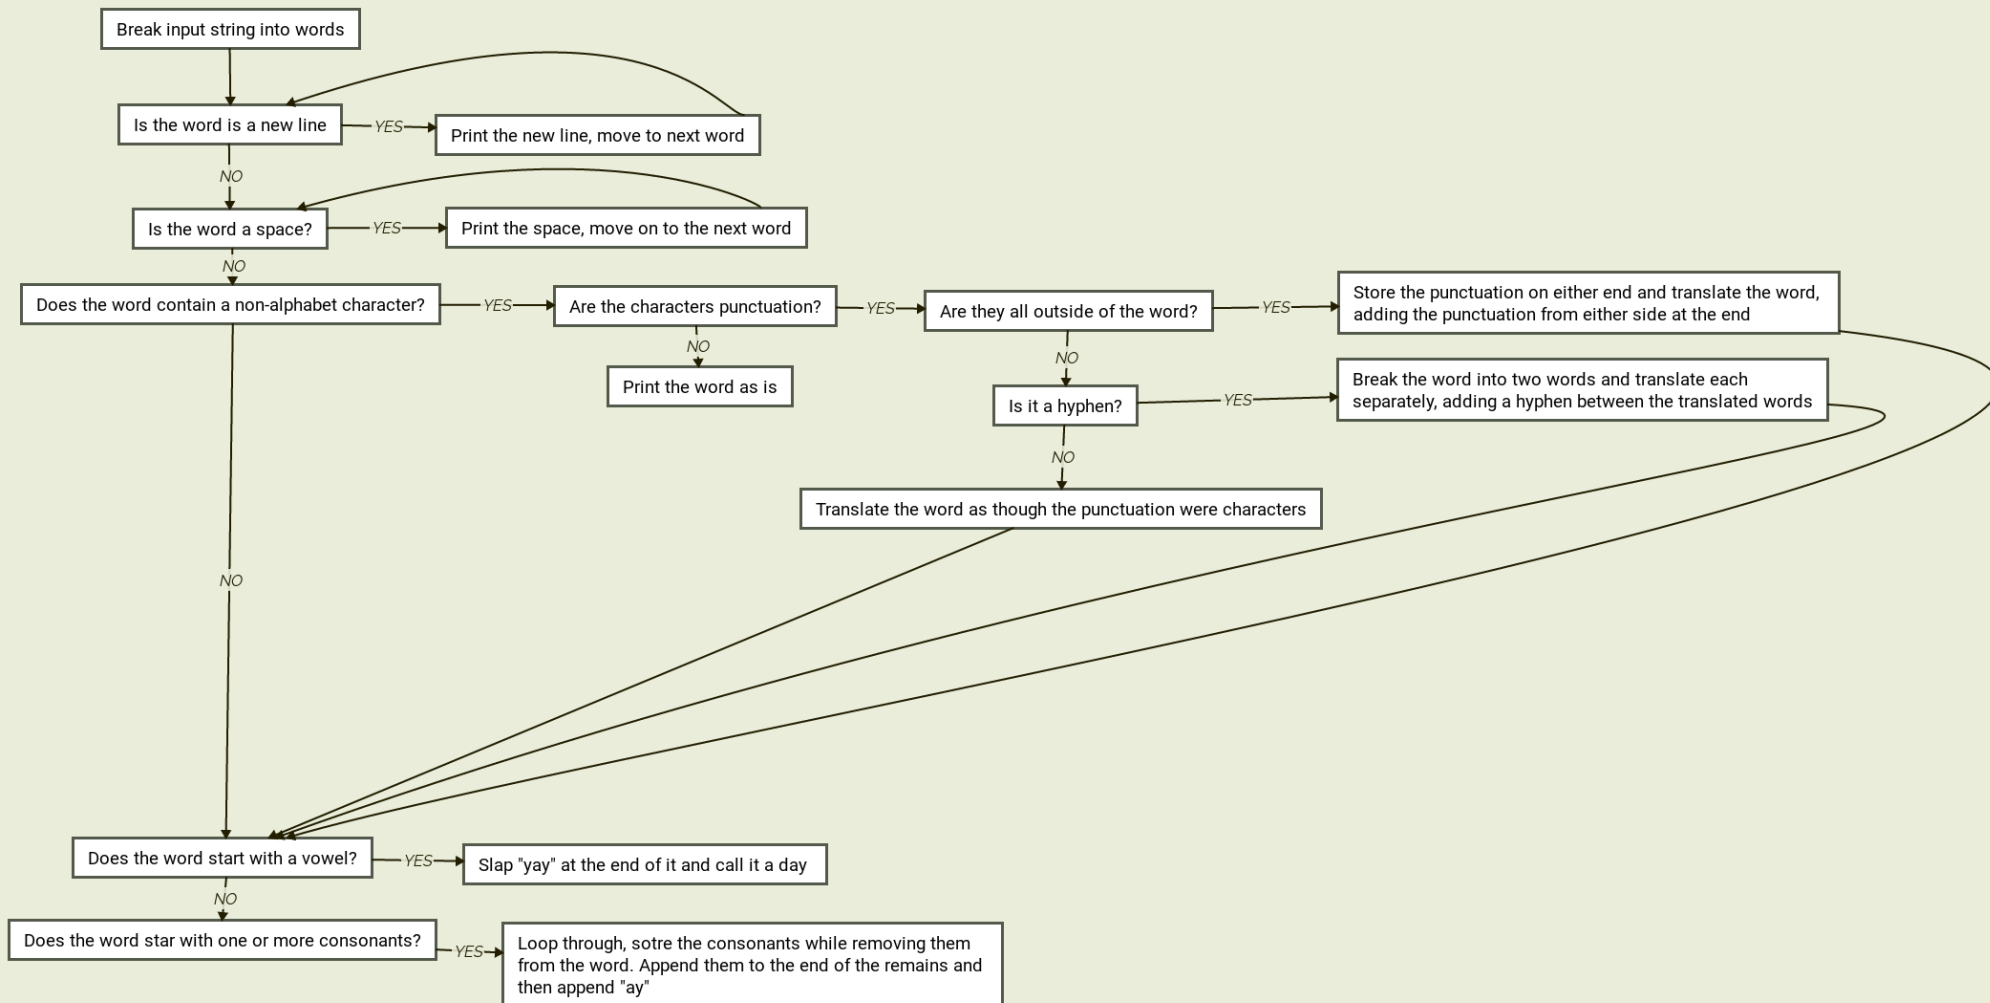 Break input string into words
Is the word is a new line
YES
Print the new line, move to next word
NO
Is the word a space?
YES
Print the space, move on to the next word
NO
Does the word contain a non-alphabet character?
YES
Are the characters punctuation?
YES
Are they all outside of the word?
YES
Store the punctuation on either end and translate the word,
adding the punctuation from either side at the end
NO
Print the word as is
NO
Is it a hyphen?
YES
Break the word into two words and translate each
separately, adding a hyphen between the translated words
NO
Translate the word as though the punctuation were characters
NO
Does the word start with a vowel?
YES
Slap "yay" at the end of it and call it a day
NO
Does the word star with one or more consonants?
YES
Loop through, sotre the consonants while removing them
from the word. Append them to the end of the remains and
then append "ay"